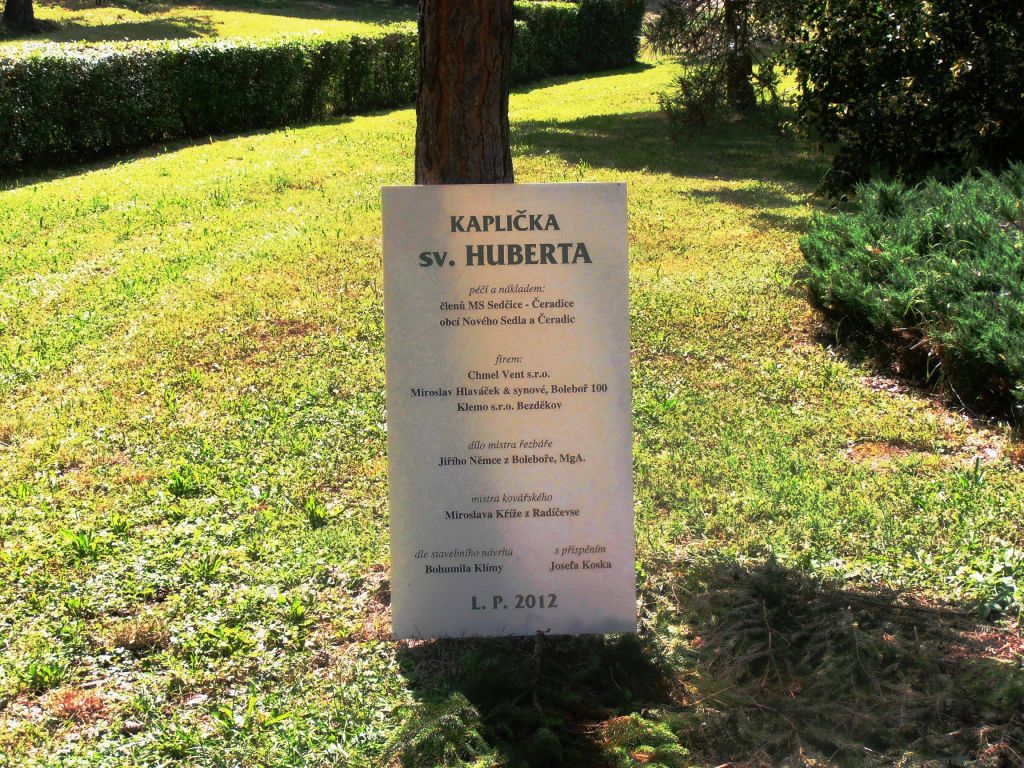 KAPLIČKA
sv. HUBERTA
péčí a nákladem:
členů MS Sedčice - Čeradice
obcí Nového Sedla a Čeradic
firem:
Chmel Vent s.r.o.
Miroslav Hlaváček & synové, Boleboř 100
Klemo s.r.o. Bezděkov
dílo mistra řezbáře
Jiřího Němce z Boleboře, MgA.
mistra kovářského
Miroslava Kříže z Radíčevse
dle stavebního návrhu
Bohumila Klímy
s přispěním
Josefa Koska
L. P. 2012